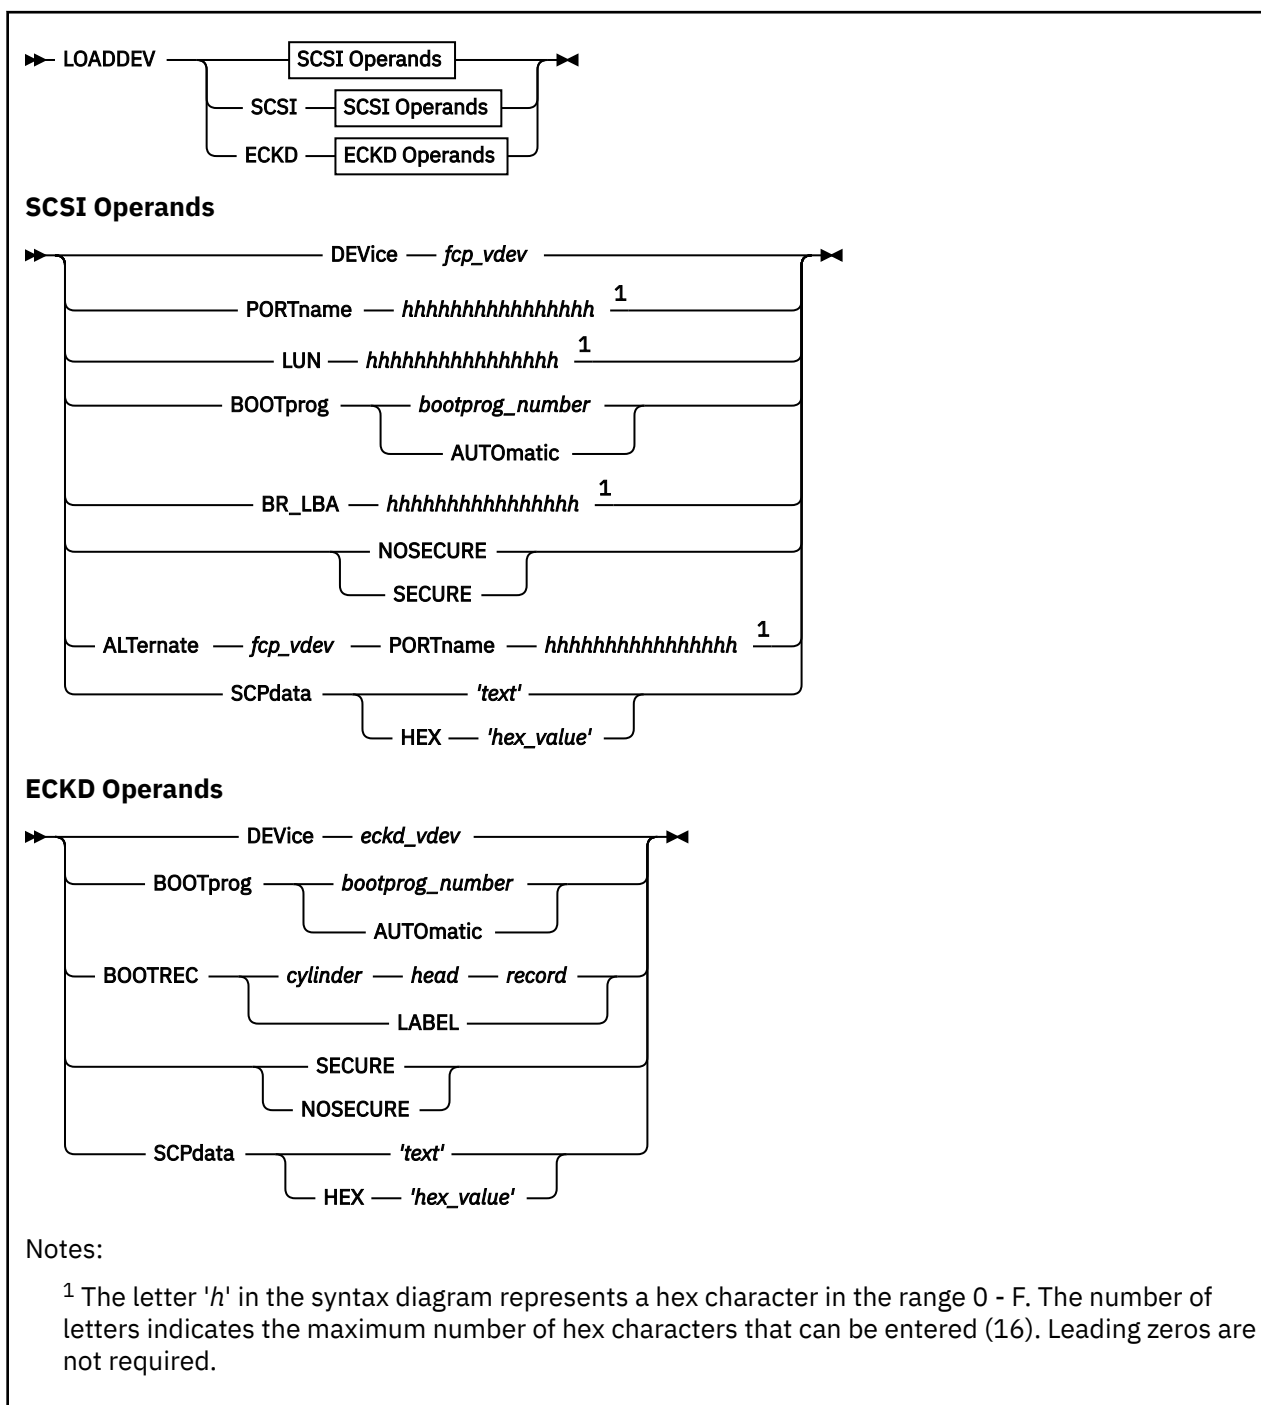 LOADDEV SCSI Operands
SCSI SCSI Operands
ECKD ECKD Operands
SCSI Operands
DEVice fcp_vdev
PORTname hhhhhhhhhhhhhhhh 1
LUN hhhhhhhhhhhhhhhh 1
BOOTprog bootprog_number
AUTOmatic
BR_LBA hhhhhhhhhhhhhhhh 1
NOSECURE
SECURE
ALTernate fcp_vdev PORTname hhhhhhhhhhhhhhhh 1
SCPdata 'text'
HEX 'hex_value'
ECKD Operands
DEVice eckd_vdev
BOOTprog bootprog_number
AUTOmatic
BOOTREC cylinder head record
LABEL
SECURE
NOSECURE
SCPdata 'text'
HEX 'hex_value'
Notes:
1 The letter 'h' in the syntax diagram represents a hex character in the range 0 - F. The number of
letters indicates the maximum number of hex characters that can be entered (16). Leading zeros are
not required.